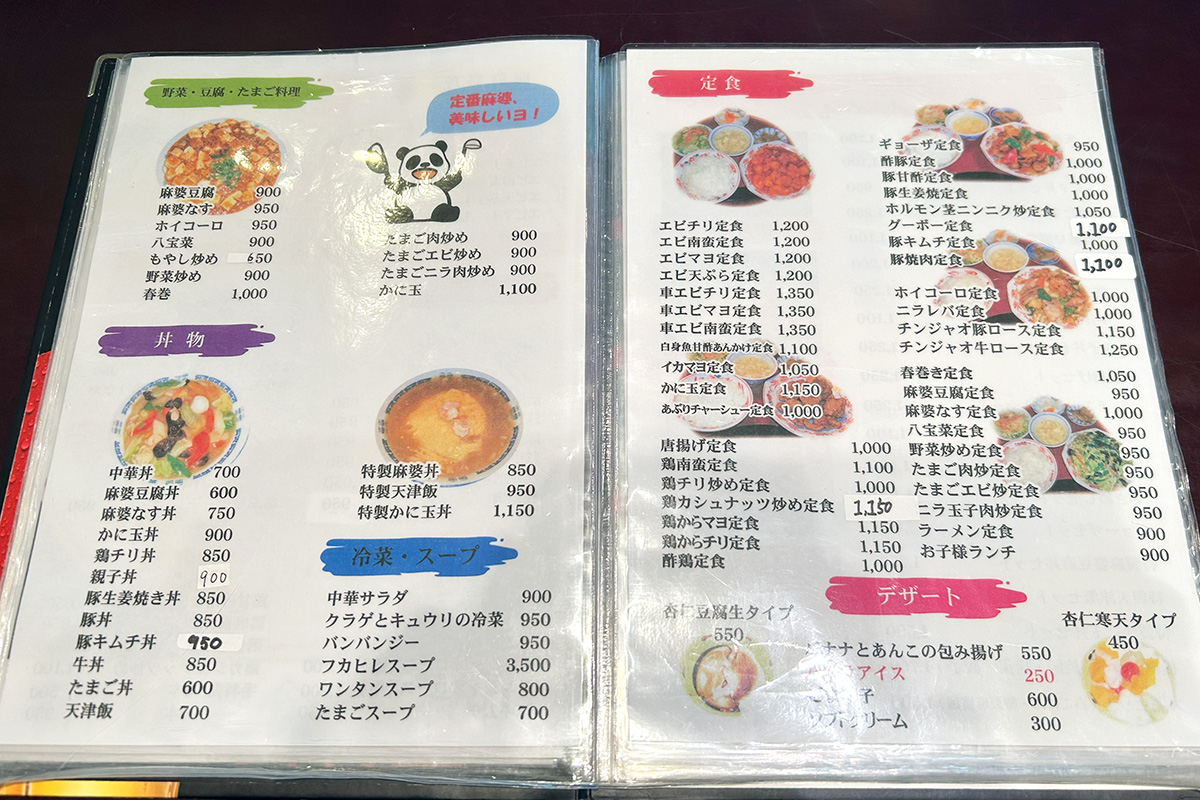 野菜・豆腐・たまご料理
定番麻婆、
美味しいヨ！
麻婆豆腐 900
麻婆なす 950
ホイコーロ 950
八宝菜 900
もやし炒め 650
野菜炒め 900
春巻 1,000
たまご肉炒め 900
たまごエビ炒め 900
たまごニラ肉炒め 900
かに玉 1,100
丼物
中華丼 700
麻婆豆腐丼 600
麻婆なす丼 750
かに玉丼 900
鶏チリ丼 850
親子丼 900
豚生姜焼き丼 850
豚丼 850
豚キムチ丼 950
牛丼 850
たまご丼 600
天津飯 700
特製麻婆丼 850
特製天津飯 950
特製かに玉丼 1,150
冷菜・スープ
中華サラダ 900
クラゲとキュウリの冷菜 950
バンバンジー 950
フカヒレスープ 3,500
ワンタンスープ 800
たまごスープ 700
定食
エビチリ定食 1,200
エビ南蛮定食 1,200
エビマヨ定食 1,200
エビ天ぷら定食 1,200
車エビチリ定食 1,350
車エビマヨ定食 1,350
車エビ南蛮定食 1,350
白身魚甘酢あんかけ定食 1,100
イカマヨ定食 1,050
かに玉定食 1,150
あぶりチャーシュー定食 1,000
唐揚げ定食 1,000
鶏南蛮定食 1,100
鶏チリ炒め定食 1,000
鶏カシュナッツ炒め定食 1,150
鶏からマヨ定食 1,150
鶏からチリ定食 1,150
酢鶏定食 1,000
ギョーザ定食 950
酢豚定食 1,000
豚甘酢定食 1,000
豚生姜焼定食 1,000
ホルモン茎ニンニク炒定食 1,050
グーボー定食 1,100
豚キムチ定食 1,000
豚焼肉定食 1,100
ホイコーロ定食 1,000
ニラレバ定食 1,000
チンジャオ豚ロース定食 1,150
チンジャオ牛ロース定食 1,250
春巻き定食 1,050
麻婆豆腐定食 950
麻婆なす定食 1,000
八宝菜定食 950
野菜炒め定食 950
たまご肉炒定食 950
たまごエビ炒定食 950
ニラ玉子肉炒定食 950
ラーメン定食 900
お子様ランチ 900
デザート
杏仁豆腐生タイプ
550
バナナとあんこの包み揚げ 550
アイス 250
子 600
ソフトクリーム 300
杏仁寒天タイプ
450